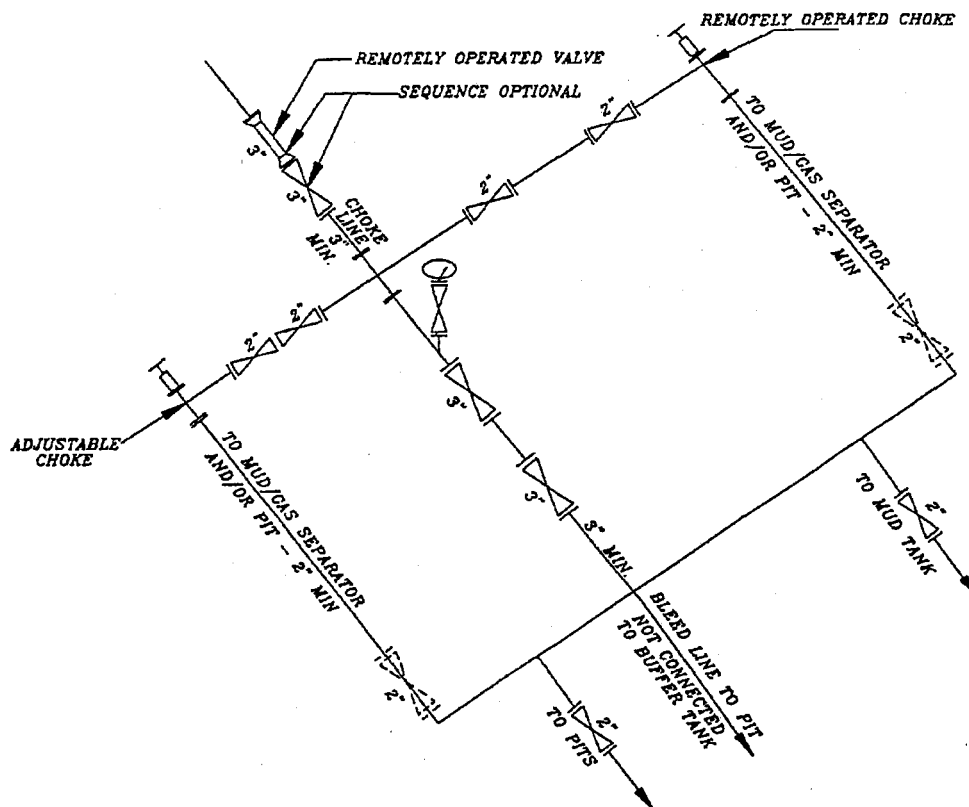 REMOTELY OPERATED CHOKE
REMOTELY OPERATED VALVE
SEQUENCE OPTIONAL
3"
3"
CHOKE
LINE
3"
MIN.
2"
2"
TO MUD/GAS SEPARATOR
AND/OR PIT - 2" MIN
2"
2"
2"
ADJUSTABLE
CHOKE
TO MUD/GAS SEPARATOR
AND/OR PIT - 2" MIN
2"
3"
3"
3" MIN.
BLEED LINE TO PIT
NOT CONNECTED
TO BUFFER TANK
2"
TO MUD TANK
2"
TO PITS